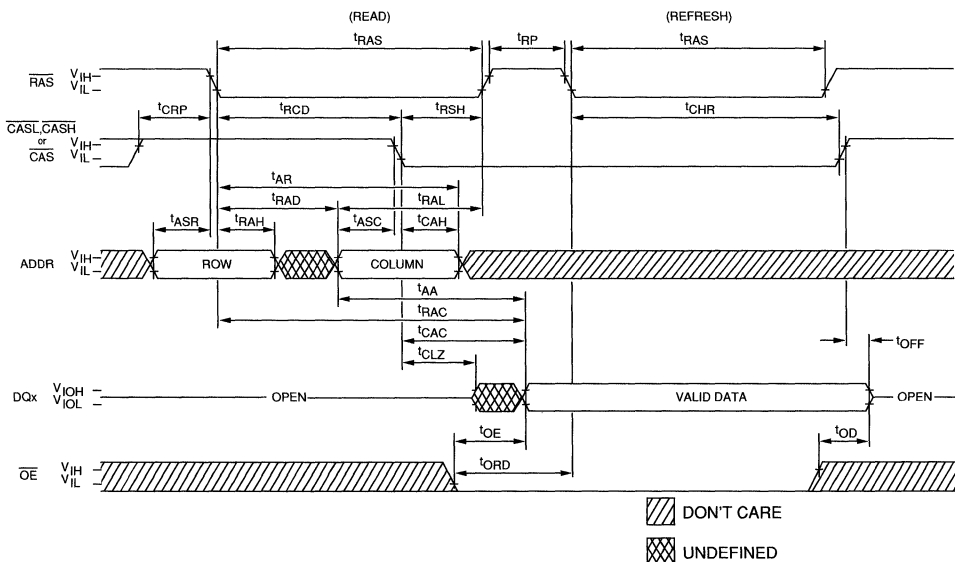 (READ) (REFRESH)
tRAS tRP tRAS
RAS VIH VIL
tCRP tRCD tRSH tCHR
CASL,CASH
or
CAS VIH VIL
tAR
tRAD tRAL
tASR tRAH tASC tCAH
ADDR VIH VIL ROW COLUMN
tAA
tRAC
tCAC
tCLZ tOFF
DQx VIOH VIOL OPEN VALID DATA OPEN
tOE tOD
OE VIH VIL tORD
DON'T CARE
UNDEFINED